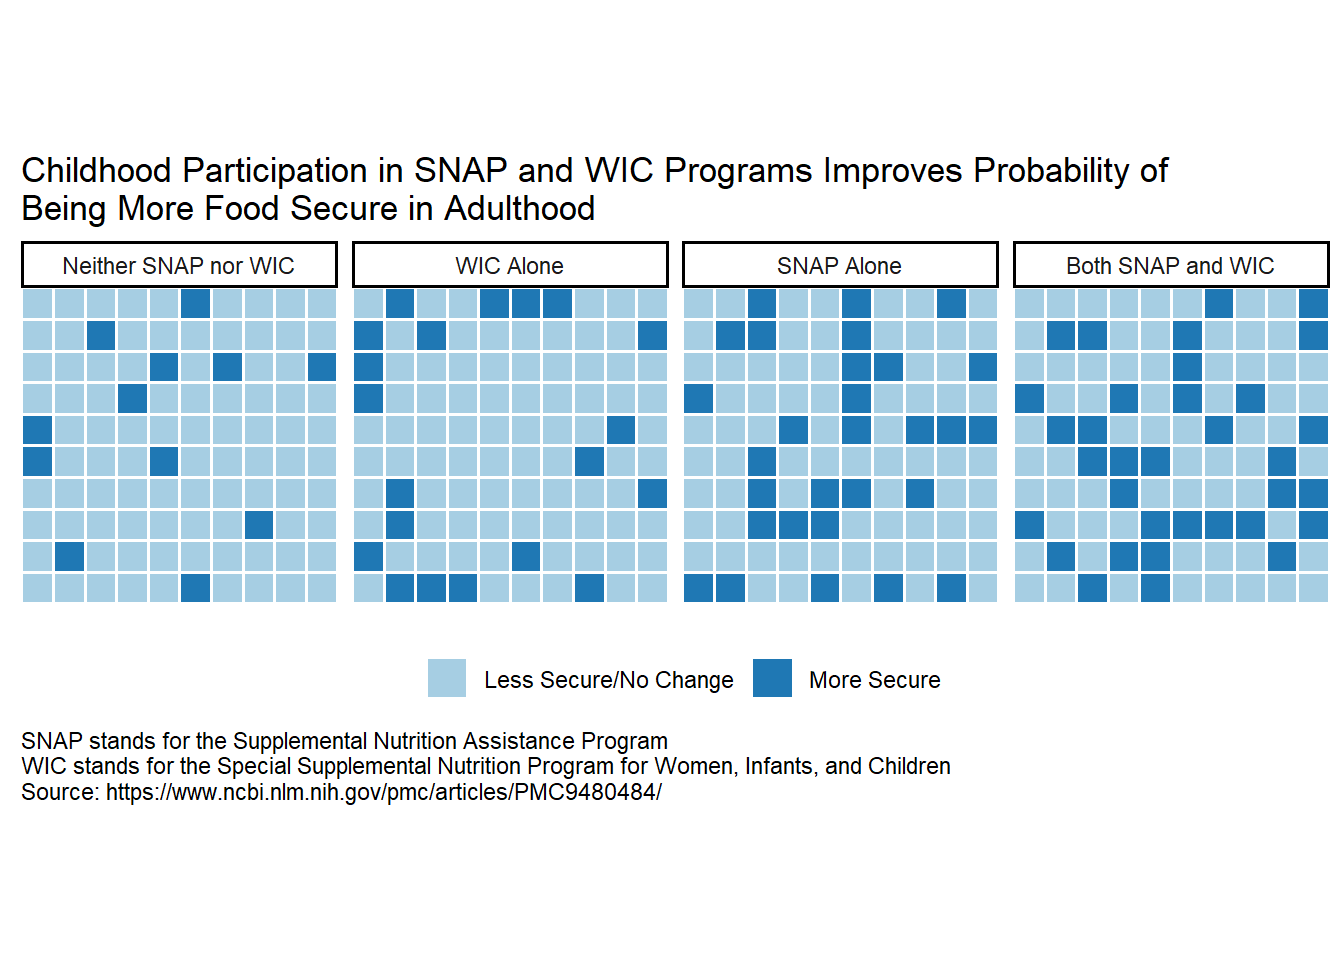 Childhood Participation in SNAP and WIC Programs Improves Probability of
Being More Food Secure in Adulthood
Neither SNAP nor WIC
WIC Alone
SNAP Alone
Both SNAP and WIC
Less Secure/No Change
More Secure
SNAP stands for the Supplemental Nutrition Assistance Program
WIC stands for the Special Supplemental Nutrition Program for Women, Infants, and Children
Source: https://www.ncbi.nlm.nih.gov/pmc/articles/PMC9480484/